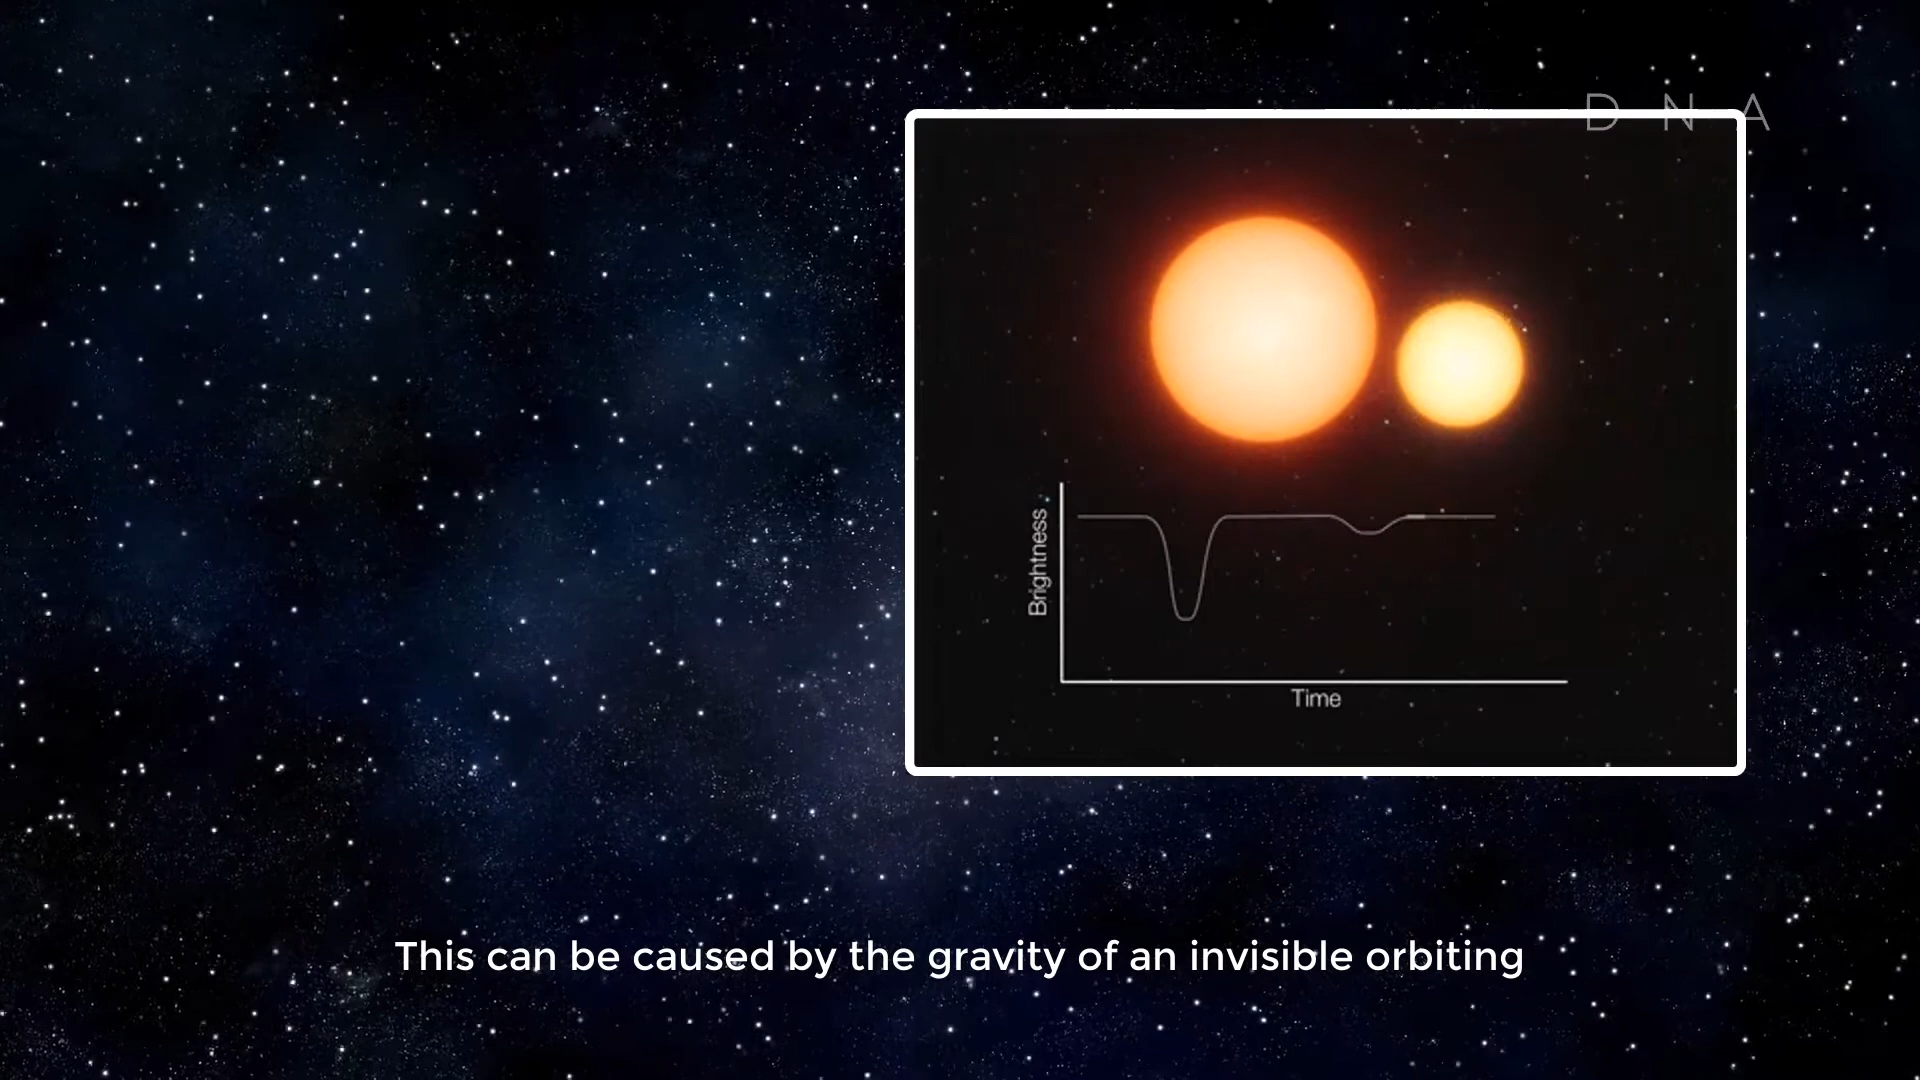 D N A
Brightness
Time
This can be caused by the gravity of an invisible orbiting